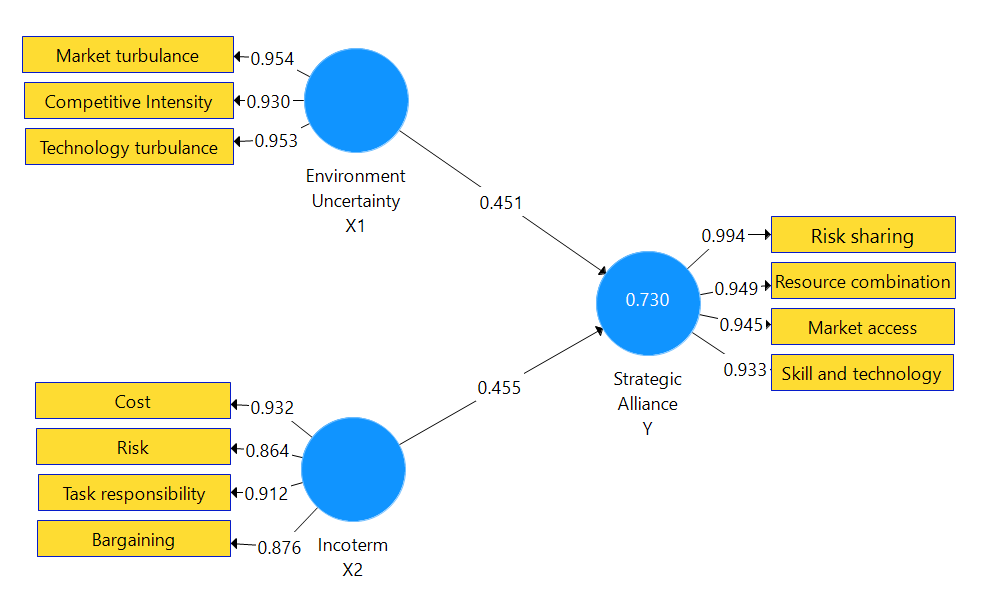 Market turbulance
0.954
Competitive Intensity
0.930
Technology turbulance
0.953
Environment
Uncertainty
X1
0.451
0.994
Risk sharing
0.949
Resource combination
0.730
0.945
Market access
0.933
Skill and technology
Strategic
Alliance
Y
0.455
Cost
0.932
Risk
0.864
Task responsibility
0.912
Bargaining
0.876
Incoterm
X2